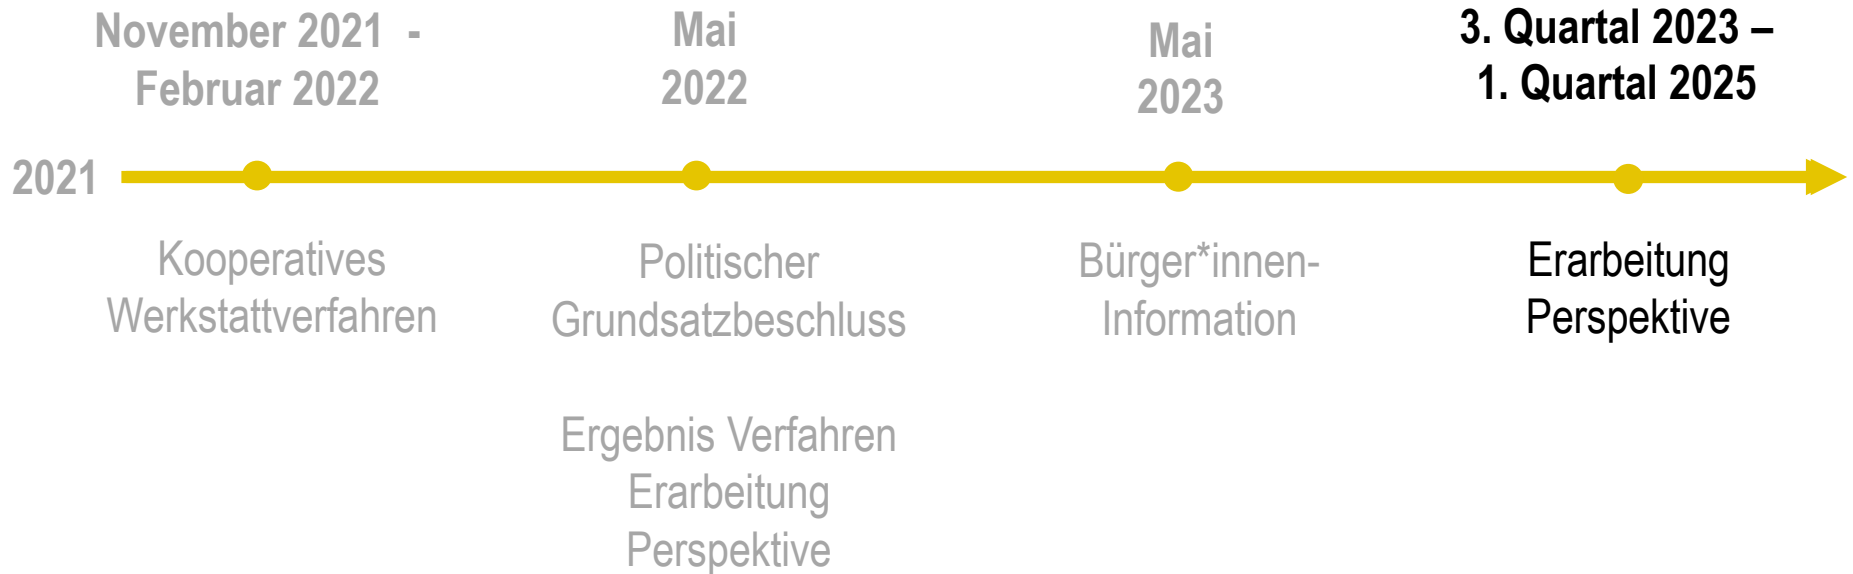 November 2021 -
Februar 2022
Mai
2022
Mai
2023
3. Quartal 2023 –
1. Quartal 2025
2021
Kooperatives
Werkstattverfahren
Politischer
Grundsatzbeschluss
Ergebnis Verfahren
Erarbeitung
Perspektive
Bürger*innen-
Information
Erarbeitung
Perspektive